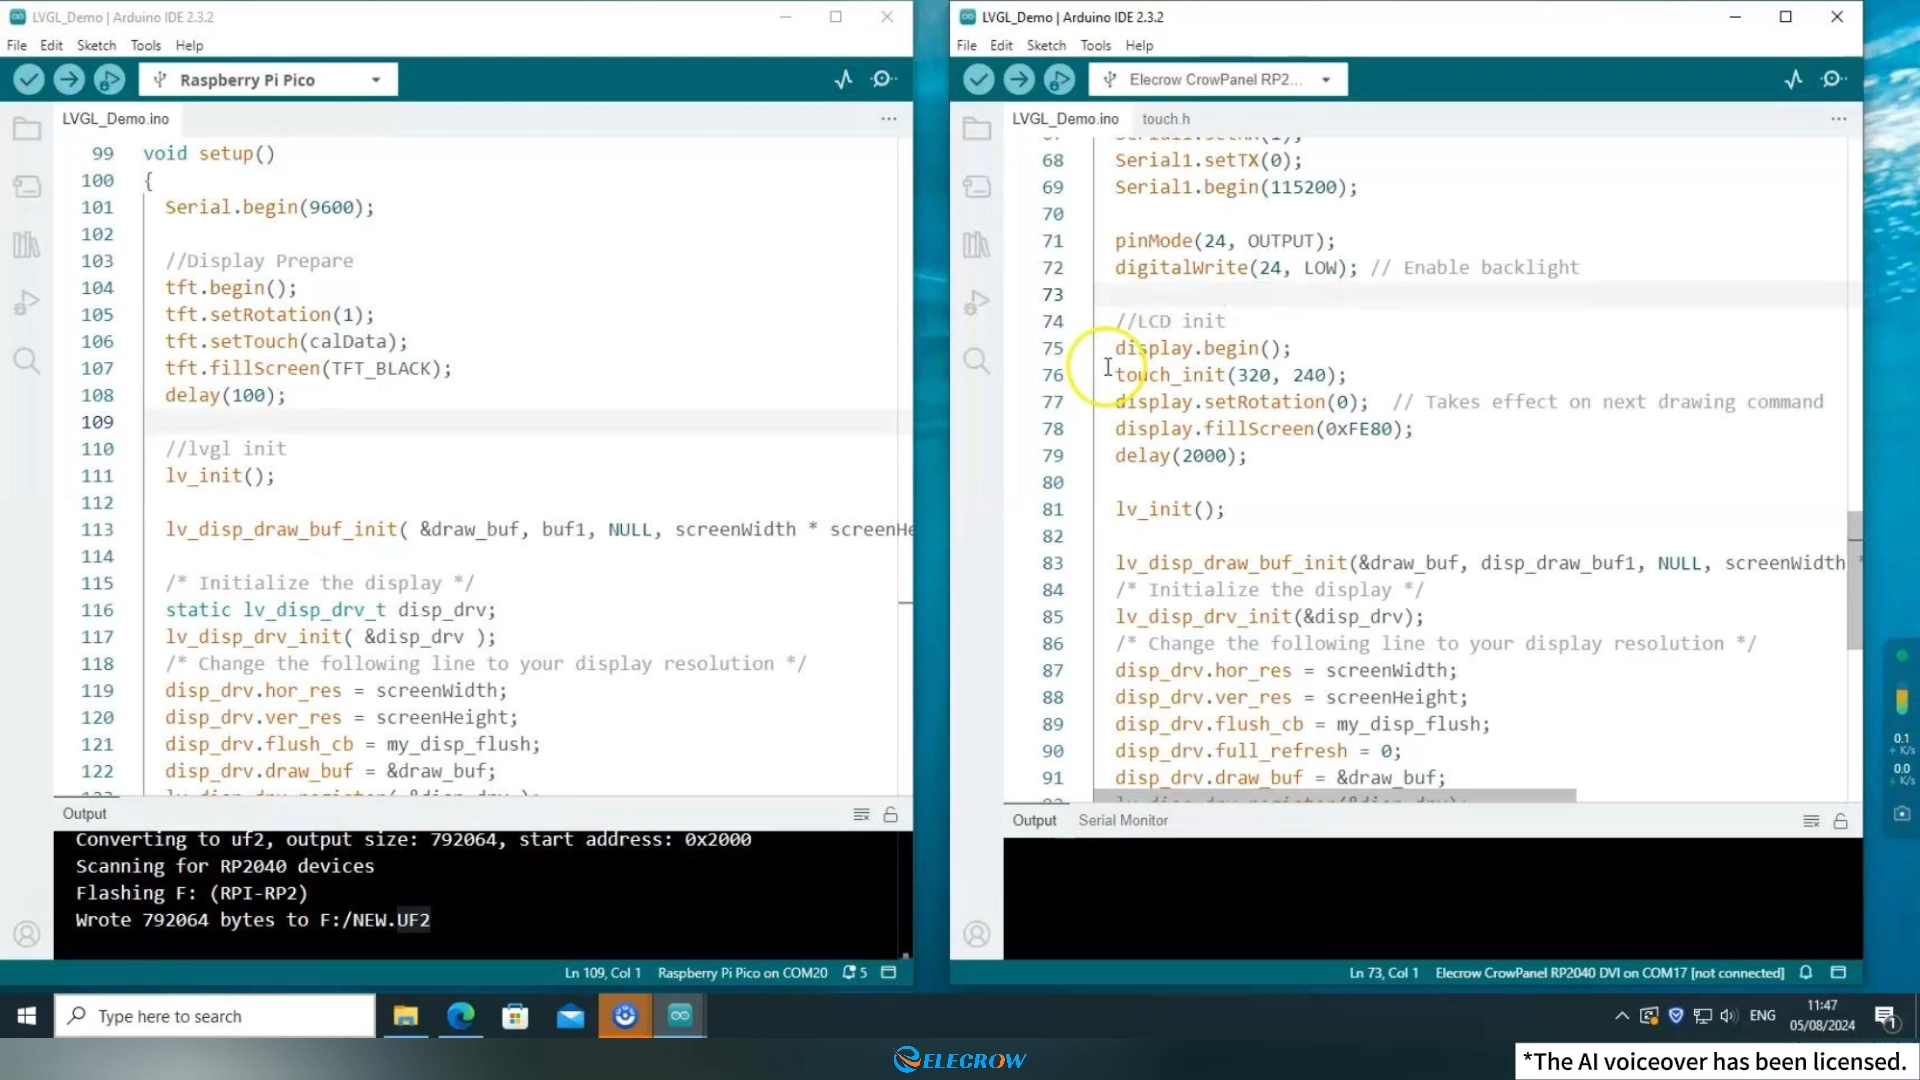 LVGL_Demo | Arduino IDE 2.3.2
File Edit Sketch Tools Help
Raspberry Pi Pico
LVGL_Demo.ino
99 void setup()
100 {
101 Serial.begin(9600);
102
103 //Display Prepare
104 tft.begin();
105 tft.setRotation(1);
106 tft.setTouch(calData);
107 tft.fillScreen(TFT_BLACK);
108 delay(100);
109
110 //lvgl init
111 lv_init();
112
113 lv_disp_draw_buf_init( &draw_buf, buf1, NULL, screenWidth * screenHe
114
115 /* Initialize the display */
116 static lv_disp_drv_t disp_drv;
117 lv_disp_drv_init( &disp_drv );
118 /* Change the following line to your display resolution */
119 disp_drv.hor_res = screenWidth;
120 disp_drv.ver_res = screenHeight;
121 disp_drv.flush_cb = my_disp_flush;
122 disp_drv.draw_buf = &draw_buf;
Output
Converting to uf2, output size: 792064, start address: 0x2000
Scanning for RP2040 devices
Flashing F: (RPI-RP2)
Wrote 792064 bytes to F:/NEW.UF2
Ln 109, Col 1 Raspberry Pi Pico on COM20 5
LVGL_Demo | Arduino IDE 2.3.2
File Edit Sketch Tools Help
Elecrow CrowPanel RP2...
LVGL_Demo.ino touch.h
68 Serial1.setTX(0);
69 Serial1.begin(115200);
70
71 pinMode(24, OUTPUT);
72 digitalWrite(24, LOW); // Enable backlight
73
74 //LCD init
75 display.begin();
76 touch_init(320, 240);
77 display.setRotation(0); // Takes effect on next drawing command
78 display.fillScreen(0xFE80);
79 delay(2000);
80
81 lv_init();
82
83 lv_disp_draw_buf_init(&draw_buf, disp_draw_buf1, NULL, screenWidth
84 /* Initialize the display */
85 lv_disp_drv_init(&disp_drv);
86 /* Change the following line to your display resolution */
87 disp_drv.hor_res = screenWidth;
88 disp_drv.ver_res = screenHeight;
89 disp_drv.flush_cb = my_disp_flush;
90 disp_drv.full_refresh = 0;
91 disp_drv.draw_buf = &draw_buf;
Output Serial Monitor
Ln 73, Col 1 Elecrow CrowPanel RP2040 DVI on COM17 [not connected]
0.1
K/s
0.0
K/s
Type here to search
ENG
11:47
05/08/2024
1
ELECROW
*The AI voiceover has been licensed.